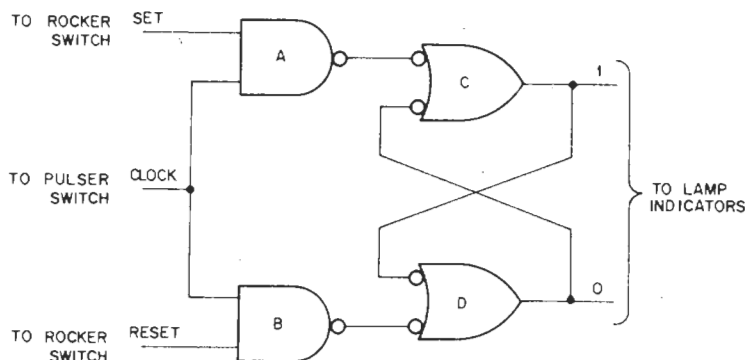 TO ROCKER
SWITCH
SET
A
C
1
TO PULSER
SWITCH
CLOCK
TO LAMP
INDICATORS
B
D
0
TO ROCKER
SWITCH
RESET